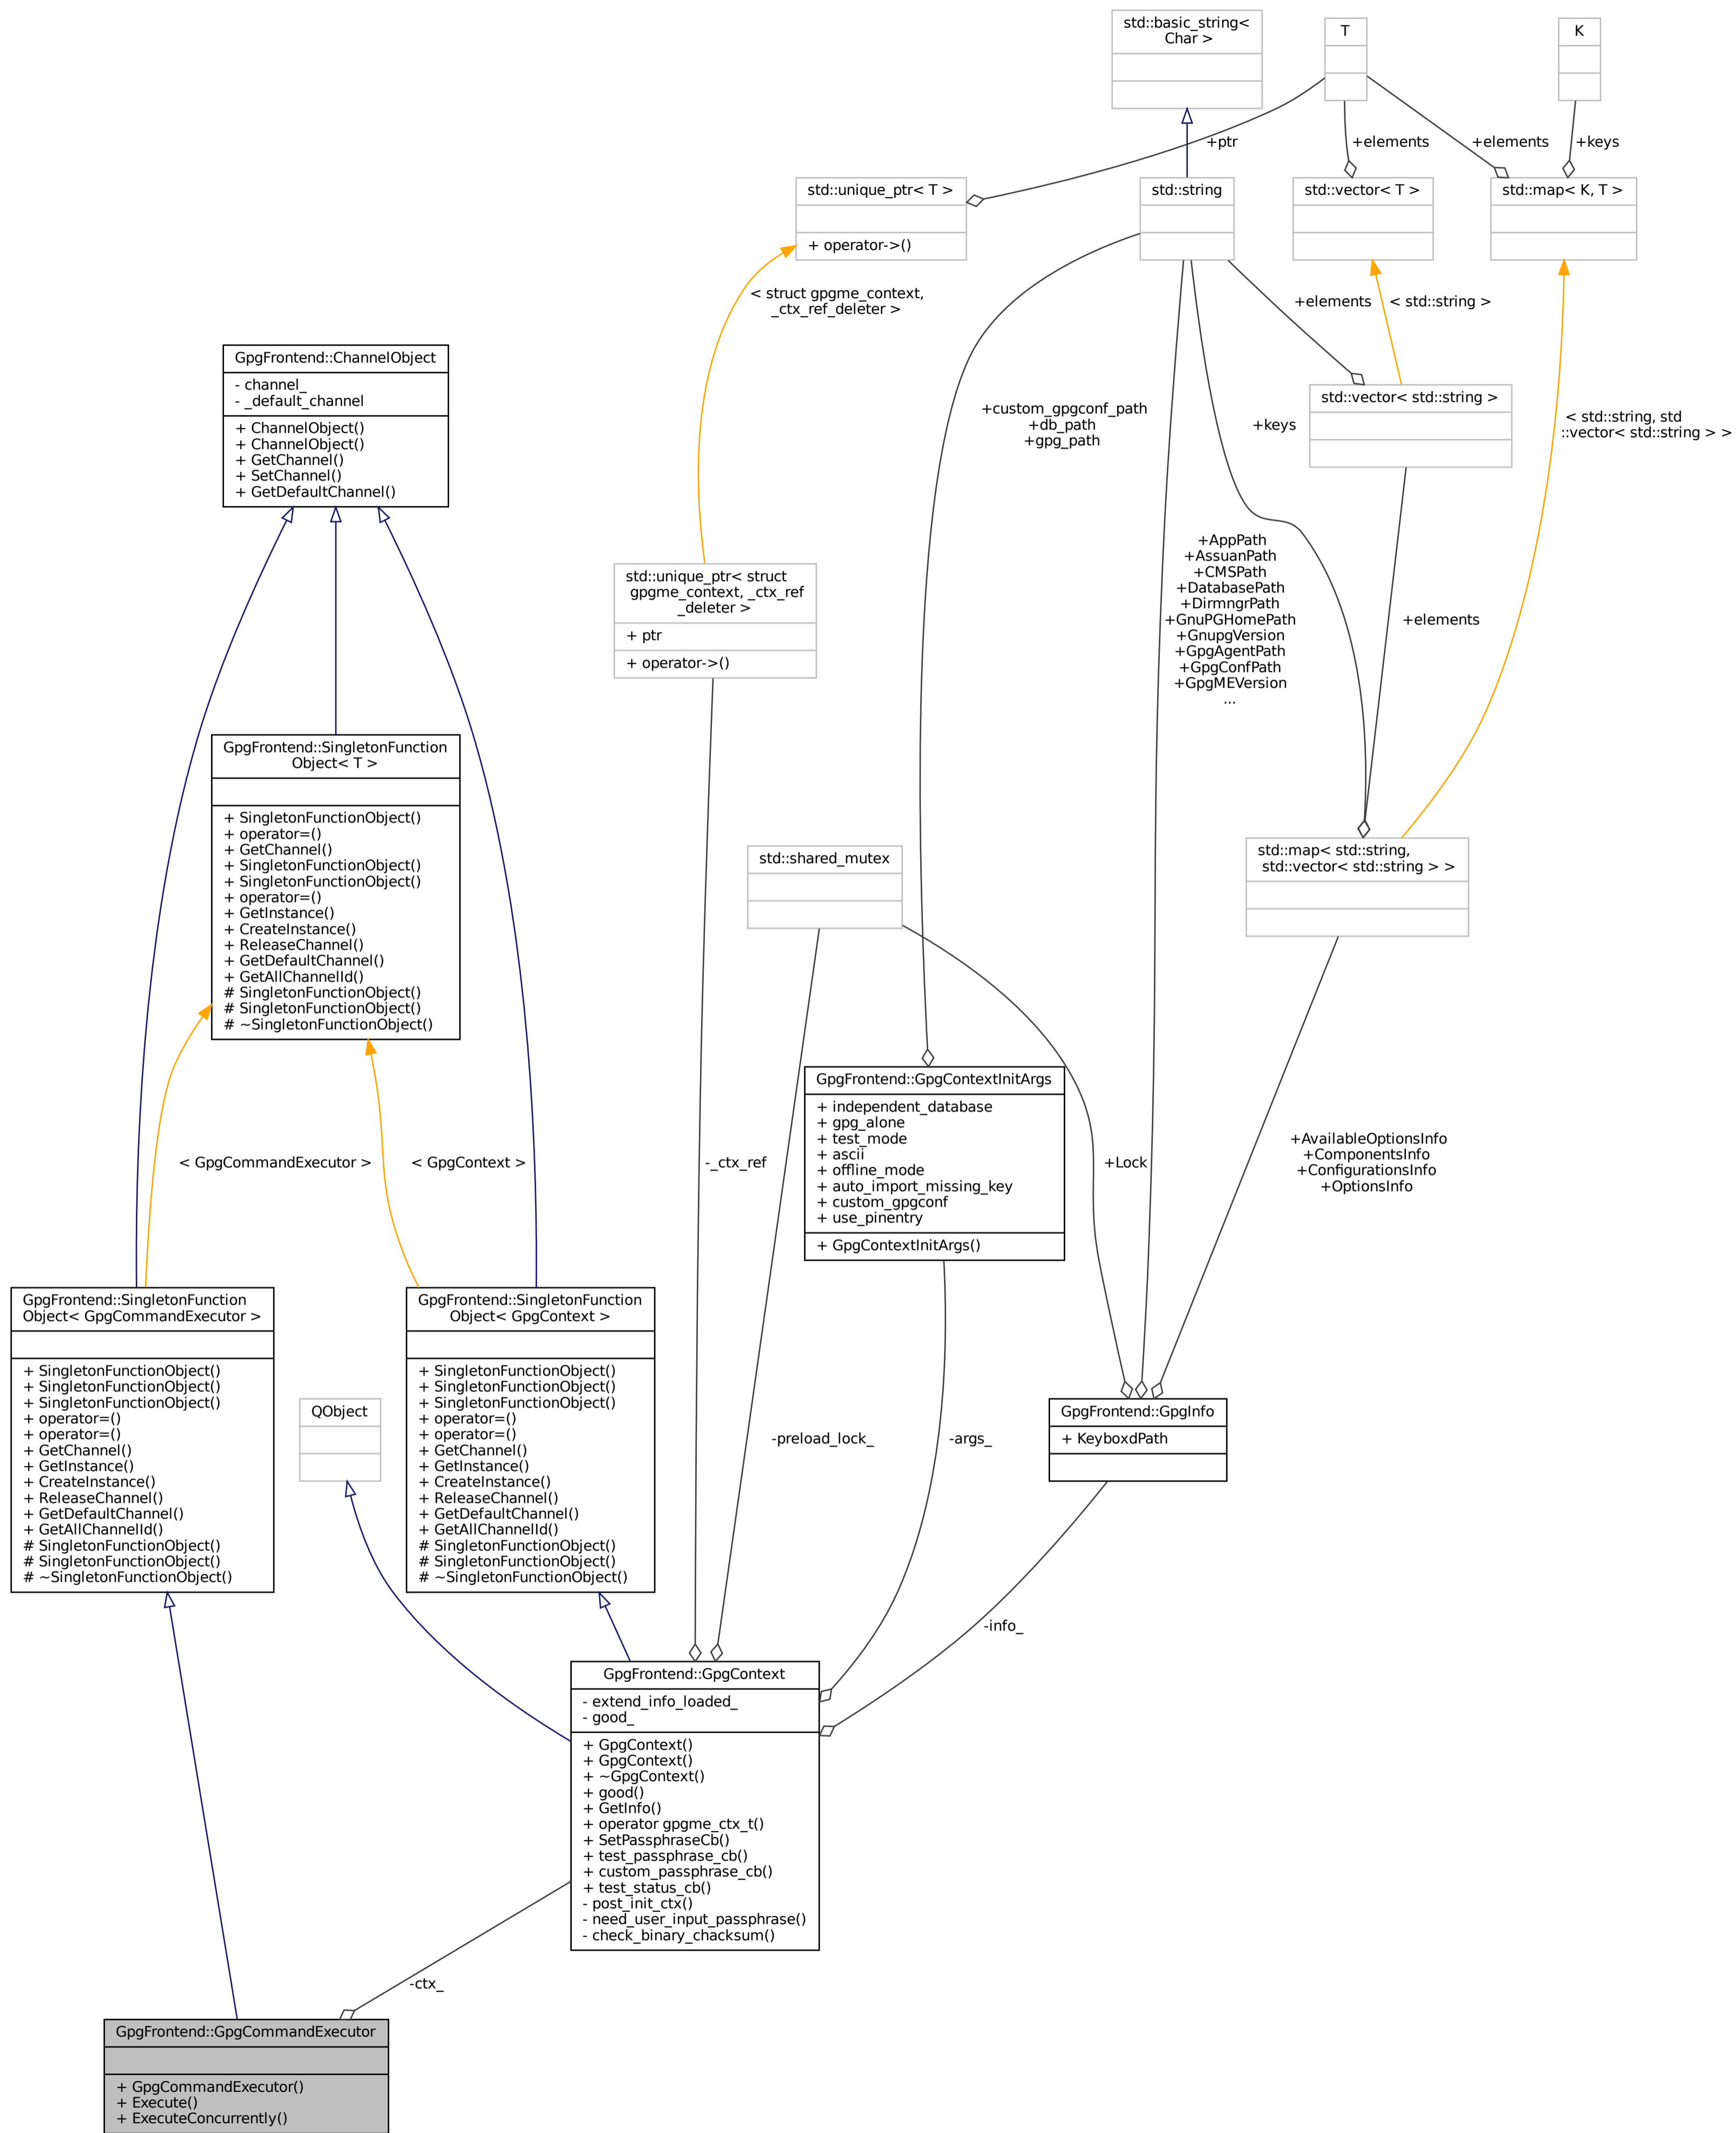 std::basic_string<
Char >
T
K
+ptr
+elements
+elements
+keys
std::unique_ptr< T >
+ operator->()
std::string
std::vector< T >
std::map< K, T >
< struct gpgme_context,
_ctx_ref_deleter >
+elements
< std::string >
GpgFrontend::ChannelObject
- channel_
- _default_channel
+ ChannelObject()
+ ChannelObject()
+ GetChannel()
+ SetChannel()
+ GetDefaultChannel()
+custom_gpgconf_path
+db_path
+gpg_path
+keys
std::vector< std::string >
< std::string, std
::vector< std::string > >
std::unique_ptr< struct
gpgme_context, _ctx_ref
_deleter >
+ ptr
+ operator->()
+AppPath
+AssuanPath
+CMSPath
+DatabasePath
+DirmngrPath
+GnuPGHomePath
+GnupgVersion
+GpgAgentPath
+GpgConfPath
+GpgMEVersion
...
+elements
GpgFrontend::SingletonFunction
Object< T >
+ SingletonFunctionObject()
+ operator=()
+ GetChannel()
+ SingletonFunctionObject()
+ SingletonFunctionObject()
+ operator=()
+ GetInstance()
+ CreateInstance()
+ ReleaseChannel()
+ GetDefaultChannel()
+ GetAllChannelId()
# SingletonFunctionObject()
# SingletonFunctionObject()
# ~SingletonFunctionObject()
std::shared_mutex
std::map< std::string,
std::vector< std::string > >
GpgFrontend::GpgContextInitArgs
+ independent_database
+ gpg_alone
+ test_mode
+ ascii
+ offline_mode
+ auto_import_missing_key
+ custom_gpgconf
+ use_pinentry
+ GpgContextInitArgs()
< GpgCommandExecutor >
< GpgContext >
-_ctx_ref
+Lock
+AvailableOptionsInfo
+ComponentsInfo
+ConfigurationsInfo
+OptionsInfo
GpgFrontend::SingletonFunction
Object< GpgCommandExecutor >
+ SingletonFunctionObject()
+ SingletonFunctionObject()
+ SingletonFunctionObject()
+ operator=()
+ operator=()
+ GetChannel()
+ GetInstance()
+ CreateInstance()
+ ReleaseChannel()
+ GetDefaultChannel()
+ GetAllChannelId()
# SingletonFunctionObject()
# SingletonFunctionObject()
# ~SingletonFunctionObject()
QObject
GpgFrontend::SingletonFunction
Object< GpgContext >
+ SingletonFunctionObject()
+ SingletonFunctionObject()
+ SingletonFunctionObject()
+ operator=()
+ operator=()
+ GetChannel()
+ GetInstance()
+ CreateInstance()
+ ReleaseChannel()
+ GetDefaultChannel()
+ GetAllChannelId()
# SingletonFunctionObject()
# SingletonFunctionObject()
# ~SingletonFunctionObject()
-preload_lock_
-args_
GpgFrontend::GpgInfo
+ KeyboxdPath
-info_
GpgFrontend::GpgContext
- extend_info_loaded_
- good_
+ GpgContext()
+ GpgContext()
+ ~GpgContext()
+ good()
+ GetInfo()
+ operator gpgme_ctx_t()
+ SetPassphraseCb()
+ test_passphrase_cb()
+ custom_passphrase_cb()
+ test_status_cb()
- post_init_ctx()
- need_user_input_passphrase()
- check_binary_chacksum()
-ctx_
GpgFrontend::GpgCommandExecutor
+ GpgCommandExecutor()
+ Execute()
+ ExecuteConcurrently()